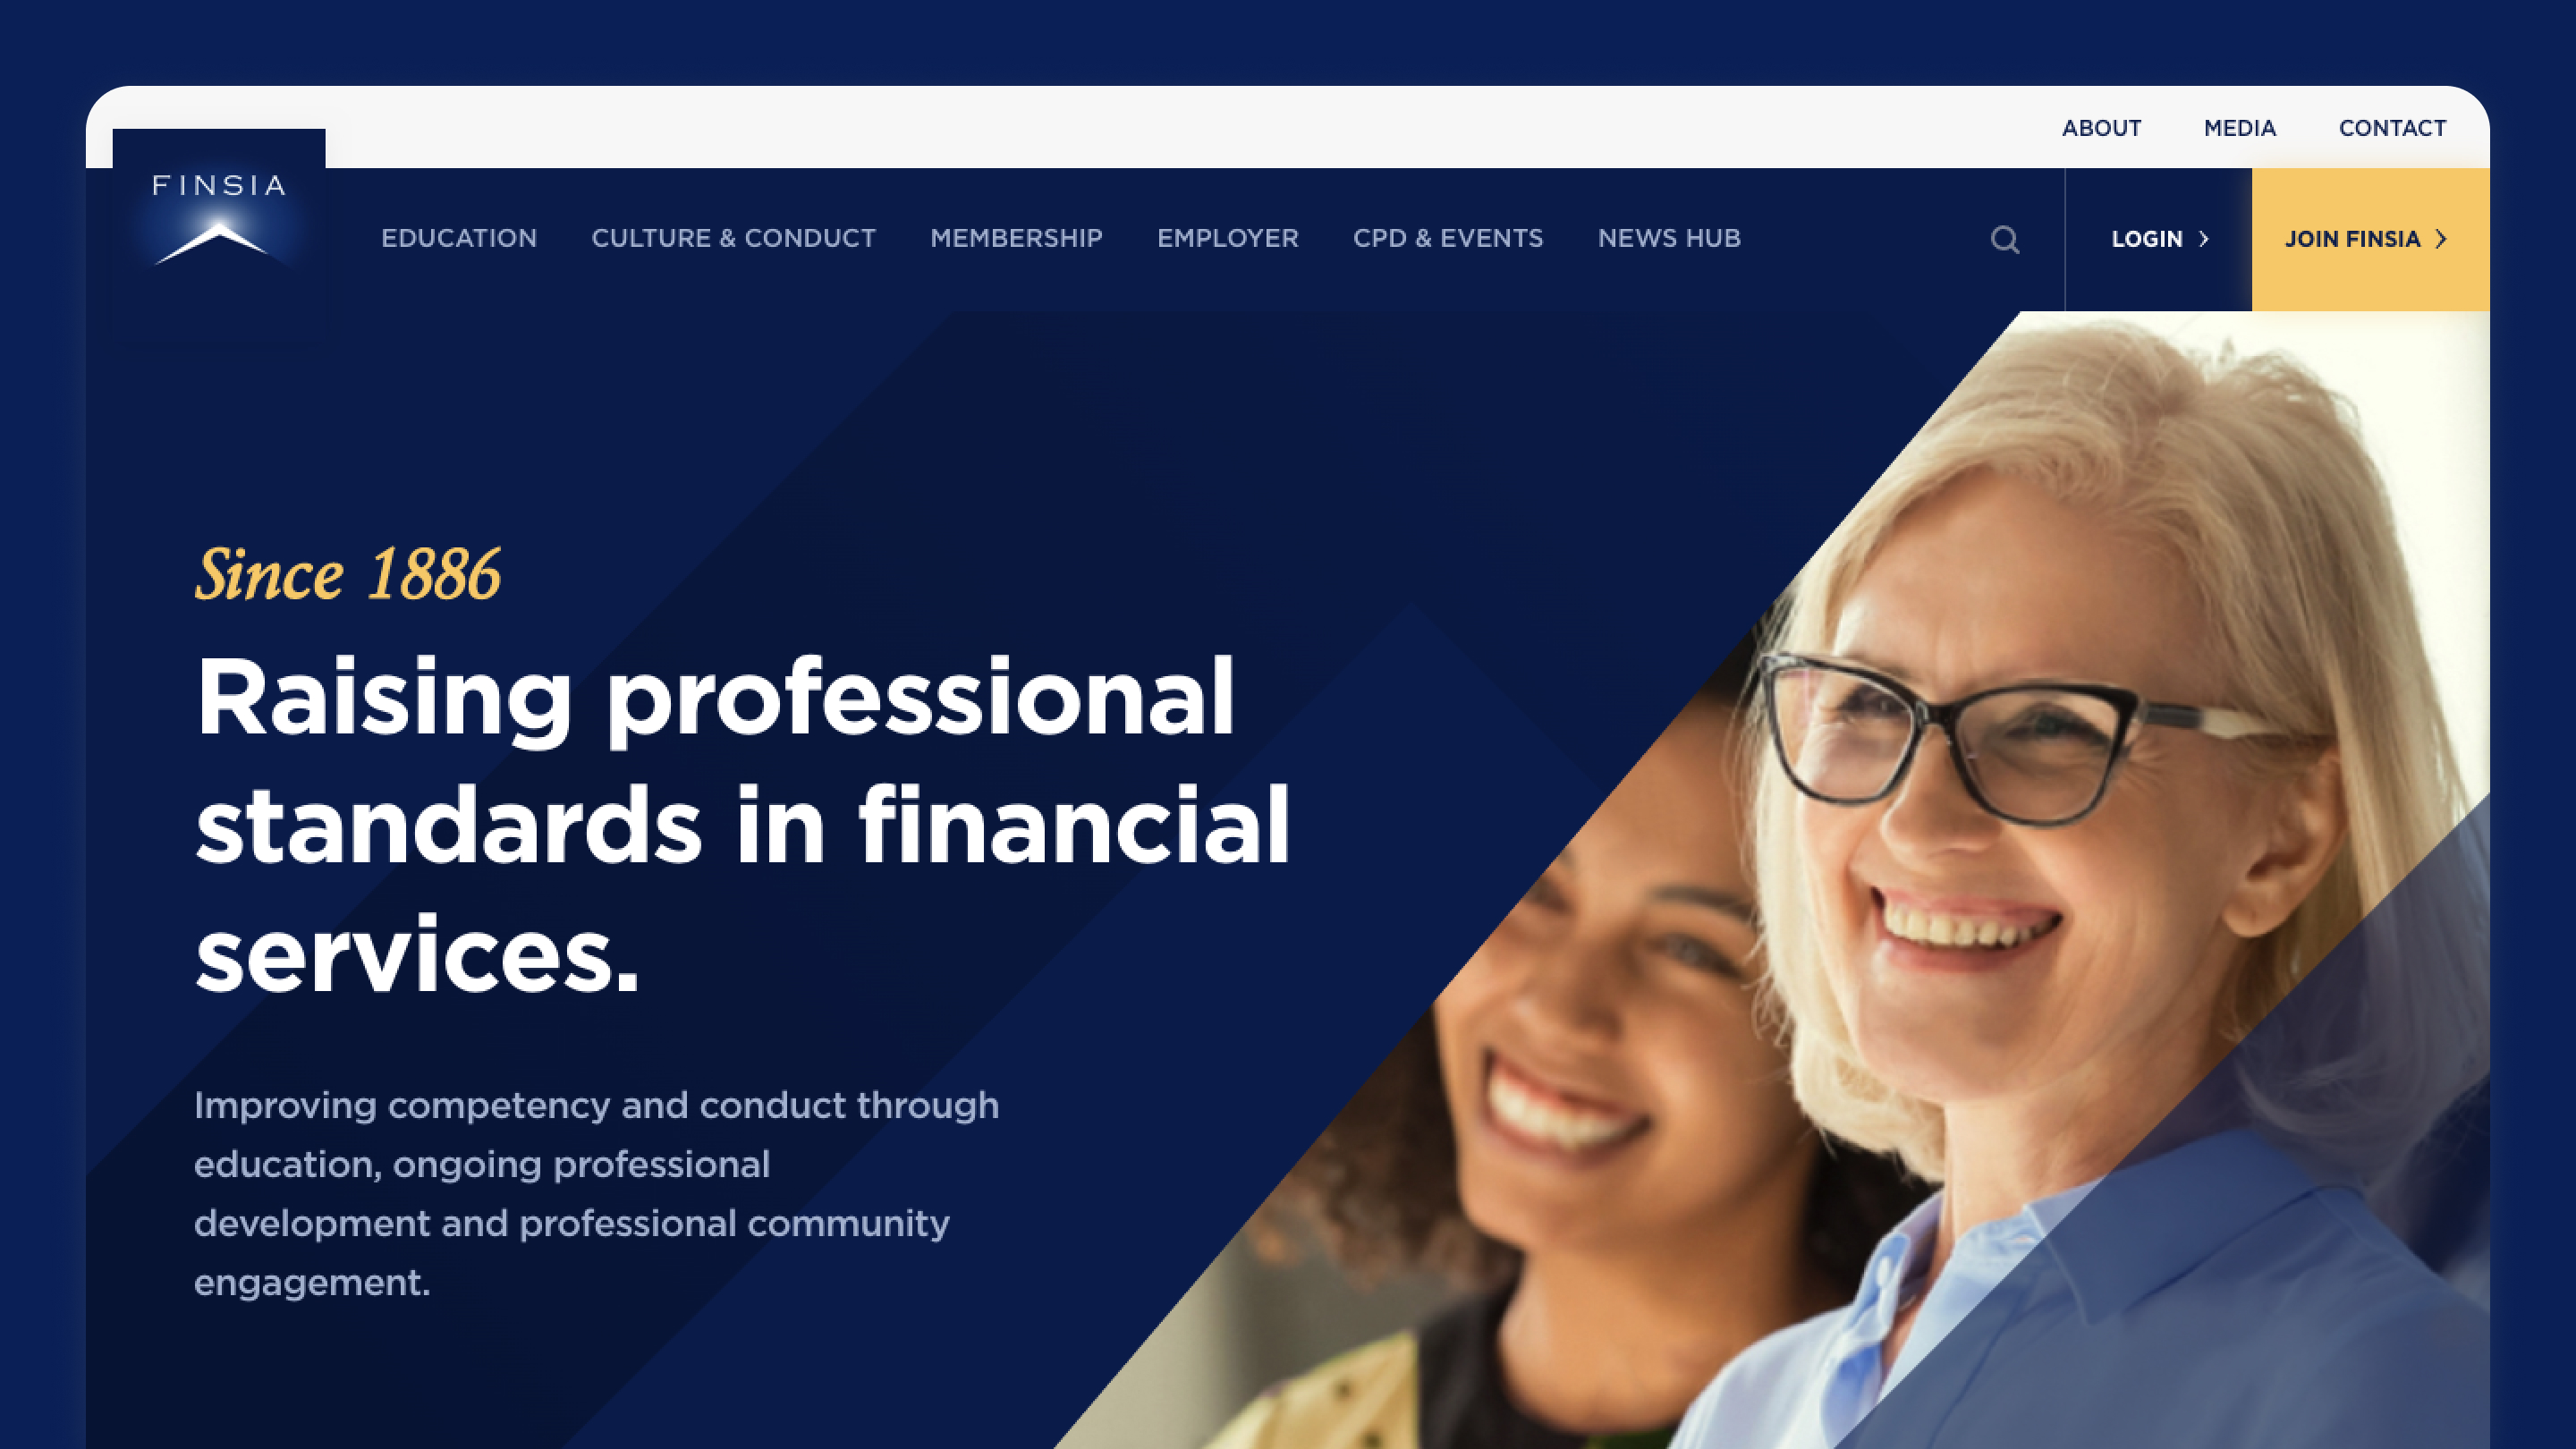 ABOUT MEDIA CONTACT
FINSIA
EDUCATION CULTURE & CONDUCT MEMBERSHIP EMPLOYER CPD & EVENTS NEWS HUB LOGIN JOIN FINSIA
Since 1886
Raising professional
standards in financial
services.
Improving competency and conduct through
education, ongoing professional
development and professional community
engagement.